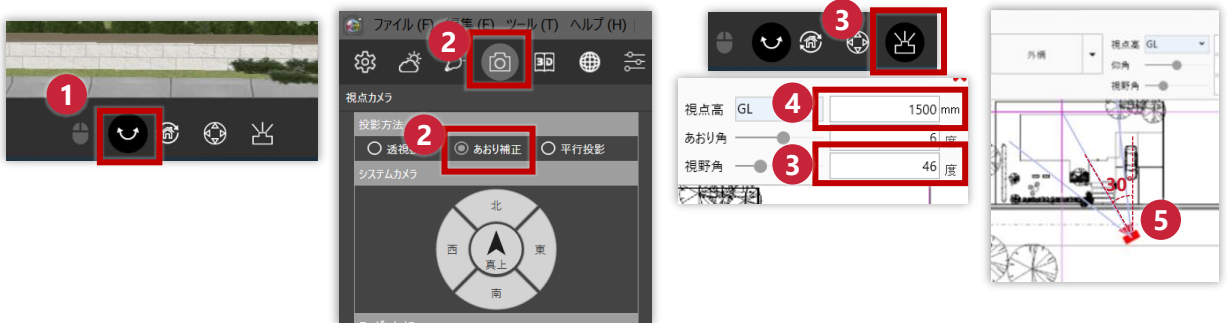 1
ファイル (F) 編集 (E) ツール (T) ヘルプ (H)
2
3D
視点カメラ
投影方法
2
あおり補正
平行投影
システムカメラ
北
西
東
真上
南
3
視点高 GL
4
1500 mm
あおり角
6 度
視野角
3
46 度
外構
視点高 GL
仰角
視野角
30°
5